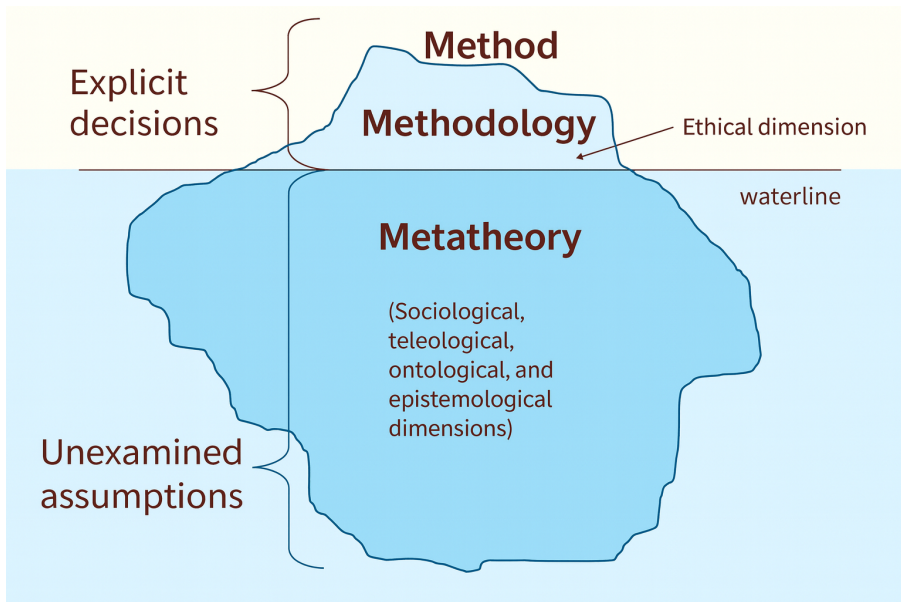 Method
Explicit
decisions
Methodology
Ethical dimension
waterline
Metatheory
(Sociological,
teleological,
ontological, and
epistemological
dimensions)
Unexamined
assumptions